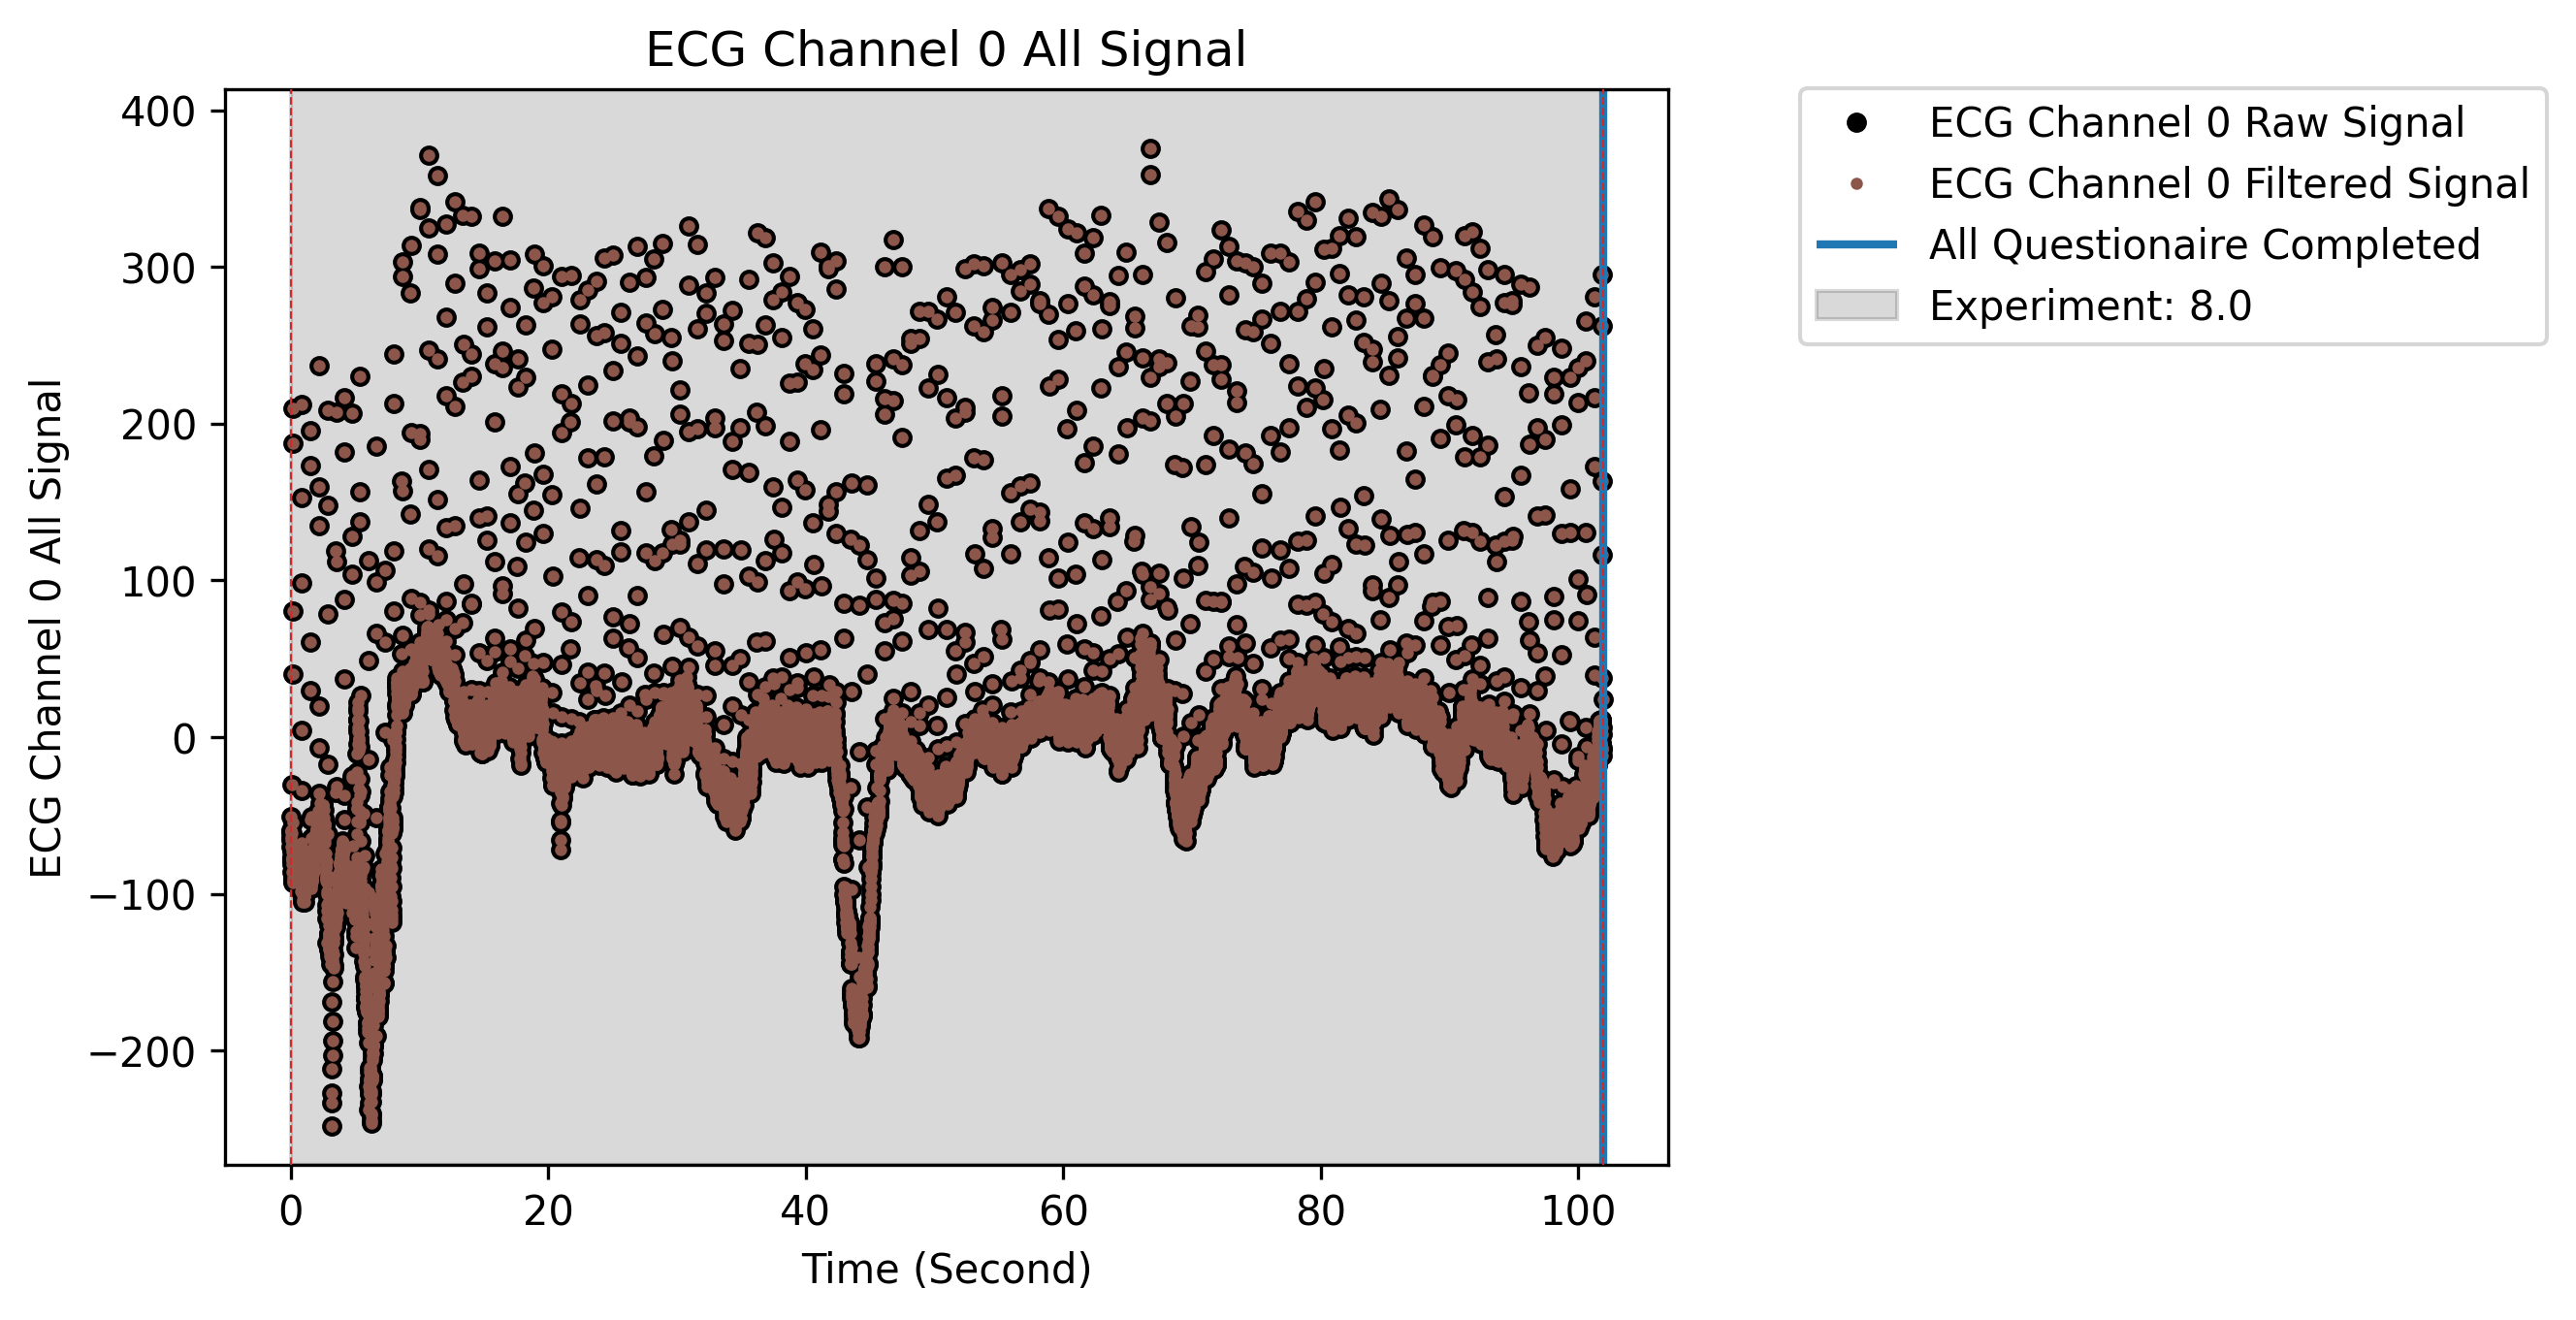 ECG Channel 0 All Signal
ECG Channel 0 Raw Signal
ECG Channel 0 Filtered Signal
All Questionaire Completed
Experiment: 8.0
ECG Channel 0 All Signal
400
300
200
100
0
−100
−200
0 20 40 60 80 100
Time (Second)